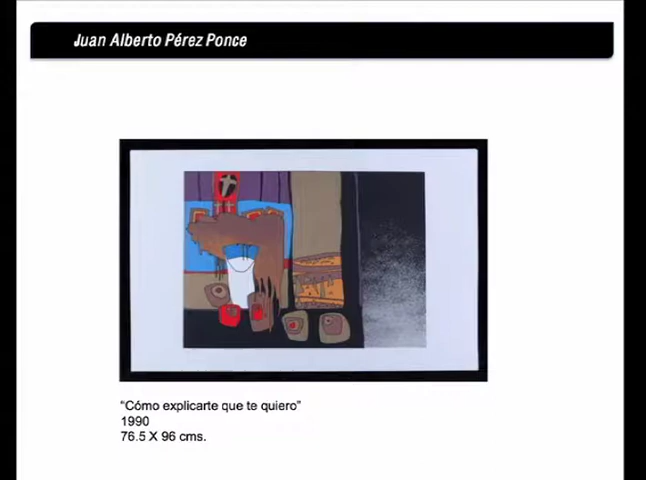 Juan Alberto Pérez Ponce
“Cómo explicarte que te quiero”
1990
76.5 X 96 cms.